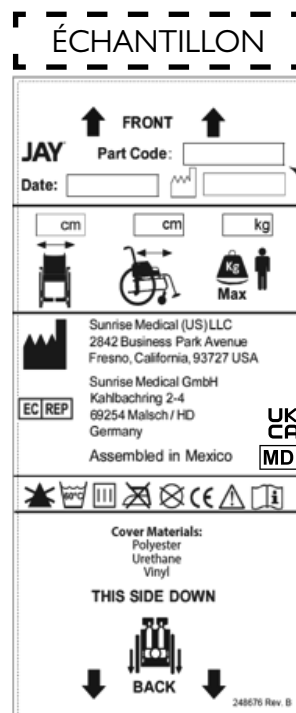 ÉCHANTILLON
FRONT
JAY Part Code:
Date:
cm cm kg
Kg
Max
Sunrise Medical (US) LLC
2842 Business Park Avenue
Fresno, California, 93727 USA
Sunrise Medical GmbH
Kahlbachring 2-4
EC REP 69254 Malsch / HD
Germany
UK
CA
Assembled in Mexico MD
60°C CE
Cover Materials:
Polyester
Urethane
Vinyl
THIS SIDE DOWN
BACK
248676 Rev. B